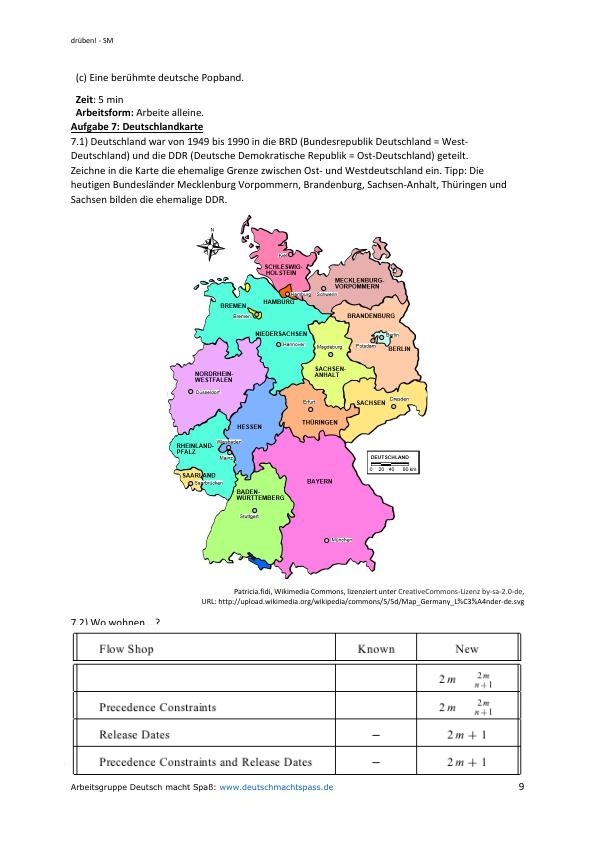 drüben! - SM
(c) Eine berühmte deutsche Popband.
Zeit: 5 min
Arbeitsform: Arbeite alleine.
Aufgabe 7: Deutschlandkarte
7.1) Deutschland war von 1949 bis 1990 in die BRD (Bundesrepublik Deutschland = West-
Deutschland) und die DDR (Deutsche Demokratische Republik = Ost-Deutschland) geteilt.
Zeichne in die Karte die ehemalige Grenze zwischen Ost- und Westdeutschland ein. Tipp: Die
heutigen Bundesländer Mecklenburg Vorpommern, Brandenburg, Sachsen-Anhalt, Thüringen und
Sachsen bilden die ehemalige DDR.
N
Kiel
SCHLESWIG-
HOLSTEIN
MECKLENBURG-
VORPOMMERN
Hamburg
Schwerin
HAMBURG
BREMEN
Bremen
BRANDENBURG
NIEDERSACHSEN
Berlin
Potsdam
BERLIN
Hannover
Magdeburg
SACHSEN-
ANHALT
NORDRHEIN-
WESTFALEN
Düsseldorf
Erfurt
SACHSEN
Dresden
THÜRINGEN
HESSEN
Wiesbaden
Mainz
RHEINLAND-
PFALZ
DEUTSCHLAND
0 20 40 80 km
SAARLAND
Saarbrücken
BAYERN
BADEN-
WÜRTTEMBERG
Stuttgart
München
Patricia.fidi, Wikimedia Commons, lizenziert unter CreativeCommons-Lizenz by-sa-2.0-de,
URL: http://upload.wikimedia.org/wikipedia/commons/5/5d/Map_Germany_L%C3%A4nder-de.svg
7.2) Wo wohnen ...?
Flow Shop Known New
2m 2m/n+1
Precedence Constraints 2m 2m/n+1
Release Dates – 2m + 1
Precedence Constraints and Release Dates – 2m + 1
Arbeitsgruppe Deutsch macht Spaß: www.deutschmachtspass.de 9